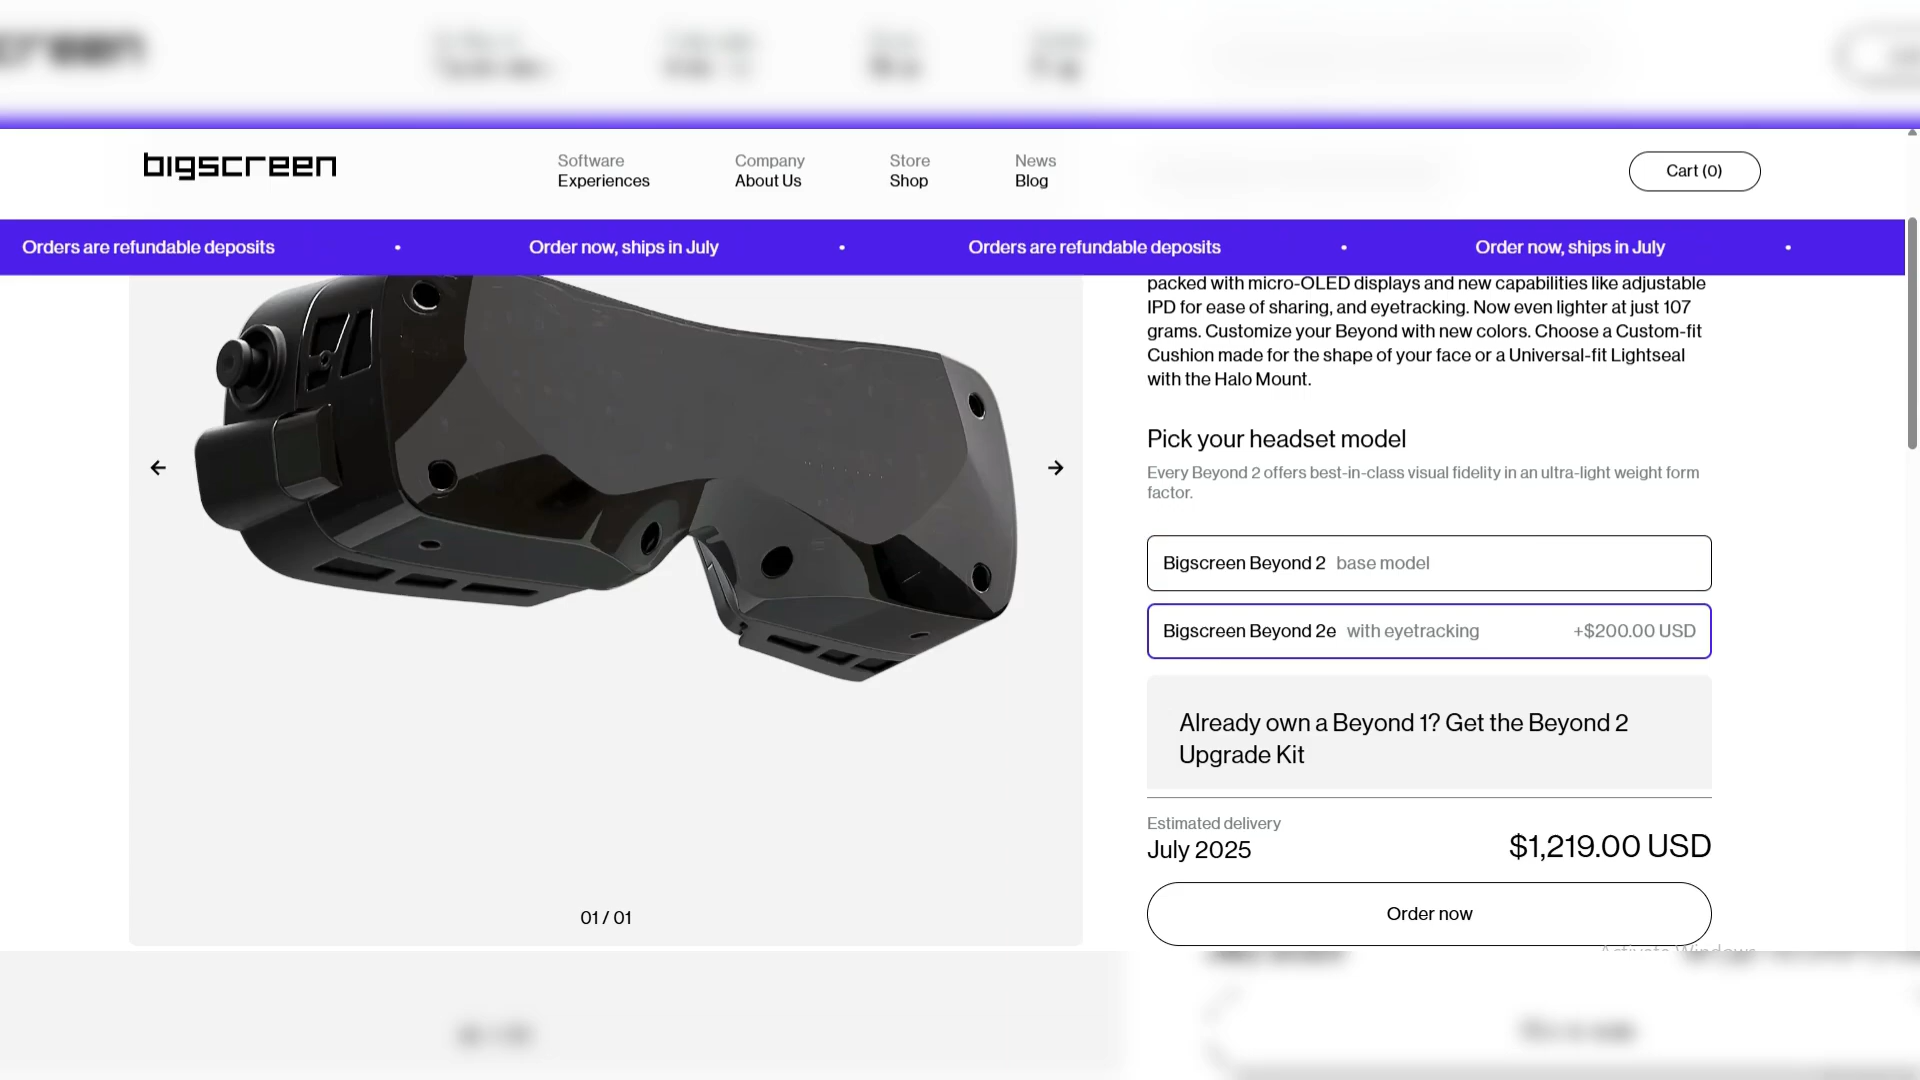 bigscreen
Software
Experiences
Company
About Us
Store
Shop
News
Blog
Cart (0)
Orders are refundable deposits • Order now, ships in July • Orders are refundable deposits • Order now, ships in July •
packed with micro-OLED displays and new capabilities like adjustable
IPD for ease of sharing, and eyetracking. Now even lighter at just 107
grams. Customize your Beyond with new colors. Choose a Custom-fit
Cushion made for the shape of your face or a Universal-fit Lightseal
with the Halo Mount.
Pick your headset model
Every Beyond 2 offers best-in-class visual fidelity in an ultra-light weight form
factor.
Bigscreen Beyond 2 base model
Bigscreen Beyond 2e with eyetracking +$200.00 USD
Already own a Beyond 1? Get the Beyond 2
Upgrade Kit
Estimated delivery
July 2025
$1,219.00 USD
Order now
01 / 01